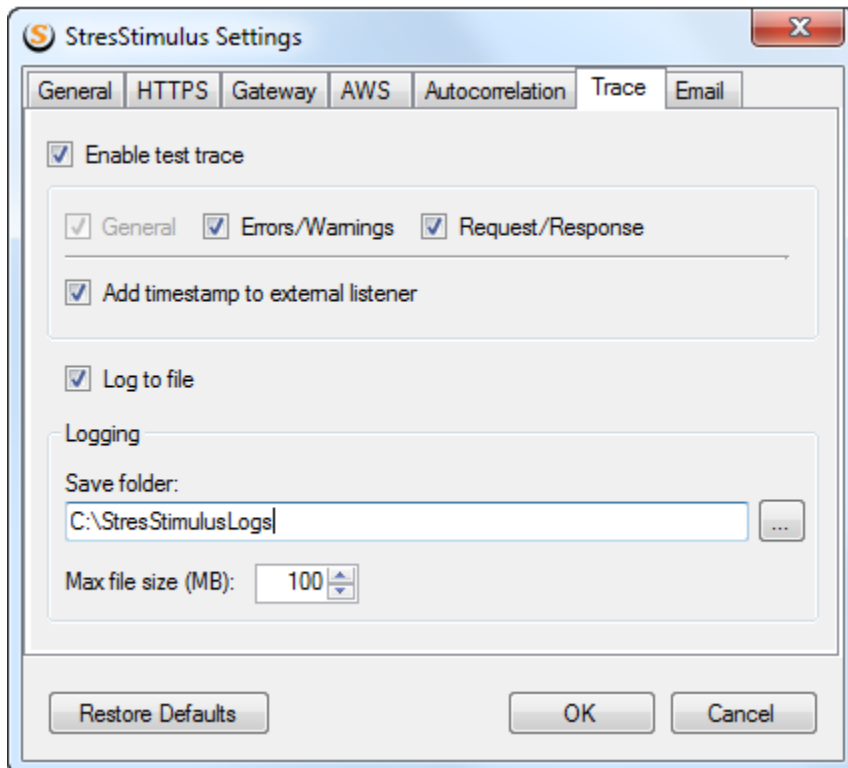 StresStimulus Settings
General HTTPS Gateway AWS Autocorrelation Trace Email
Enable test trace
General Errors/Warnings Request/Response
Add timestamp to external listener
Log to file
Logging
Save folder:
C:\StresStimulusLogs
...
Max file size (MB): 100
Restore Defaults OK Cancel